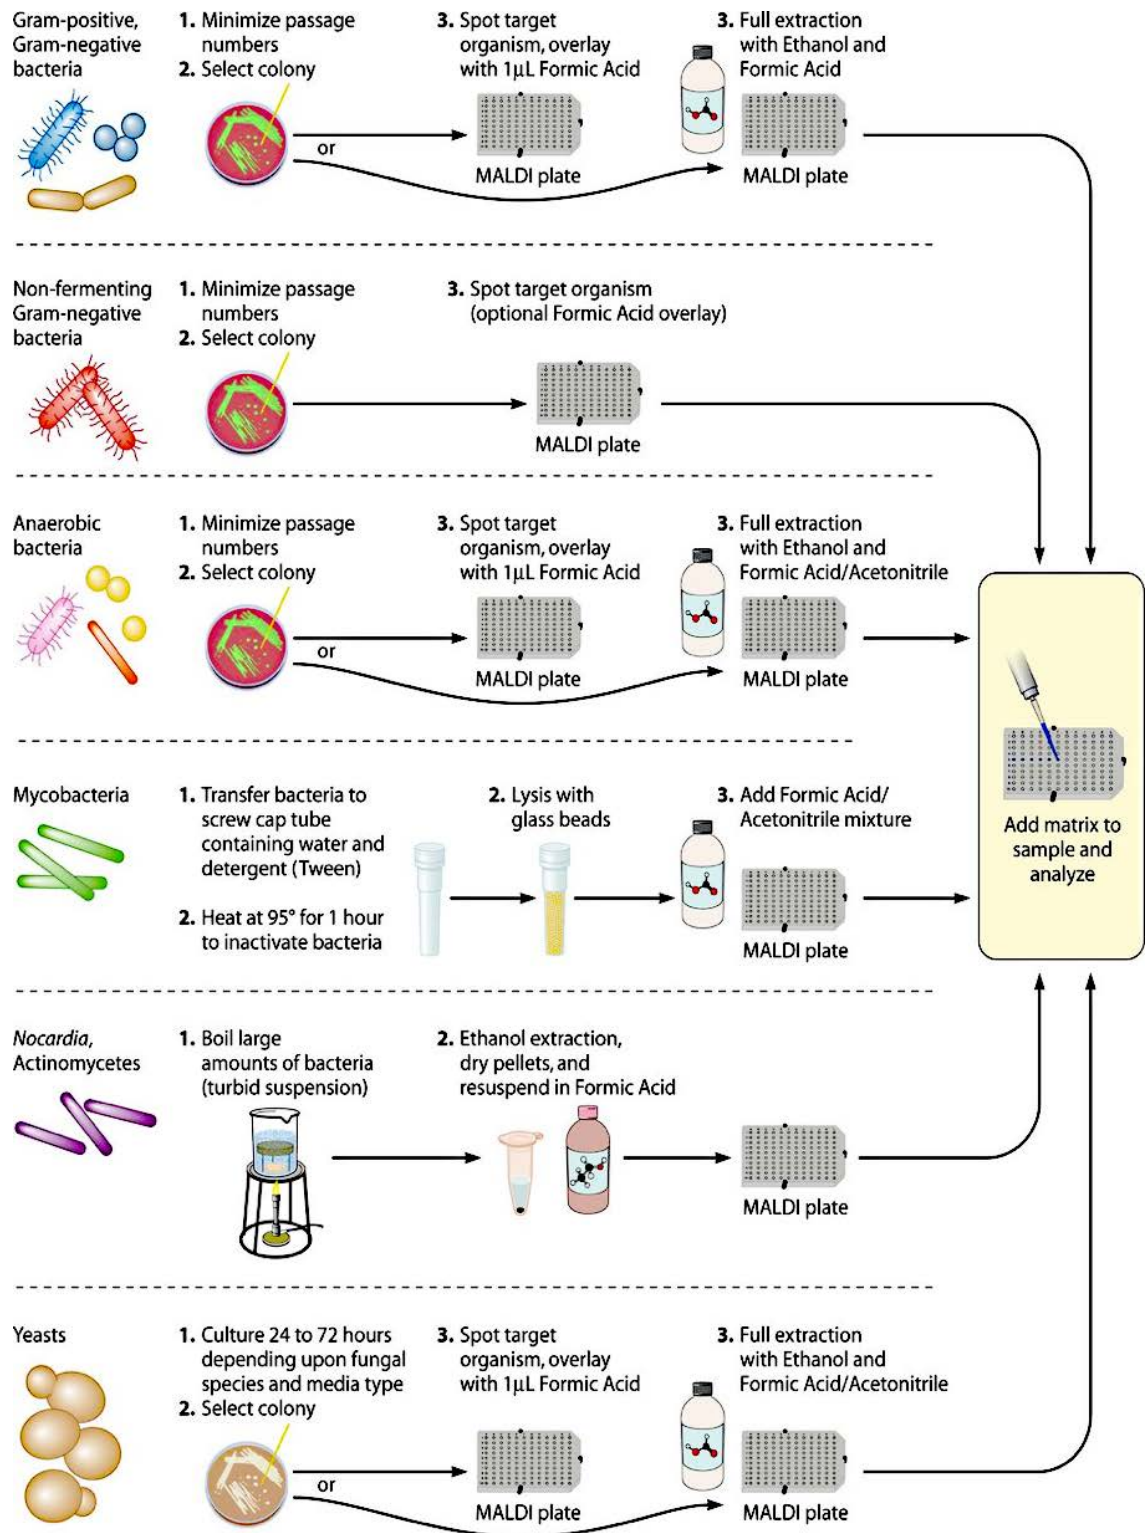 Gram-positive,
Gram-negative
bacteria
1. Minimize passage
numbers
2. Select colony
3. Spot target
organism, overlay
with 1μL Formic Acid
3. Full extraction
with Ethanol and
Formic Acid
or
MALDI plate
MALDI plate
Non-fermenting
Gram-negative
bacteria
1. Minimize passage
numbers
2. Select colony
3. Spot target organism
(optional Formic Acid overlay)
MALDI plate
Anaerobic
bacteria
1. Minimize passage
numbers
2. Select colony
3. Spot target
organism, overlay
with 1μL Formic Acid
3. Full extraction
with Ethanol and
Formic Acid/Acetonitrile
or
MALDI plate
MALDI plate
Mycobacteria
1. Transfer bacteria to
screw cap tube
containing water and
detergent (Tween)
2. Heat at 95° for 1 hour
to inactivate bacteria
2. Lysis with
glass beads
3. Add Formic Acid/
Acetonitrile mixture
MALDI plate
Add matrix to
sample and
analyze
Nocardia,
Actinomycetes
1. Boil large
amounts of bacteria
(turbid suspension)
2. Ethanol extraction,
dry pellets, and
resuspend in Formic Acid
MALDI plate
Yeasts
1. Culture 24 to 72 hours
depending upon fungal
species and media type
2. Select colony
3. Spot target
organism, overlay
with 1μL Formic Acid
3. Full extraction
with Ethanol and
Formic Acid/Acetonitrile
or
MALDI plate
MALDI plate